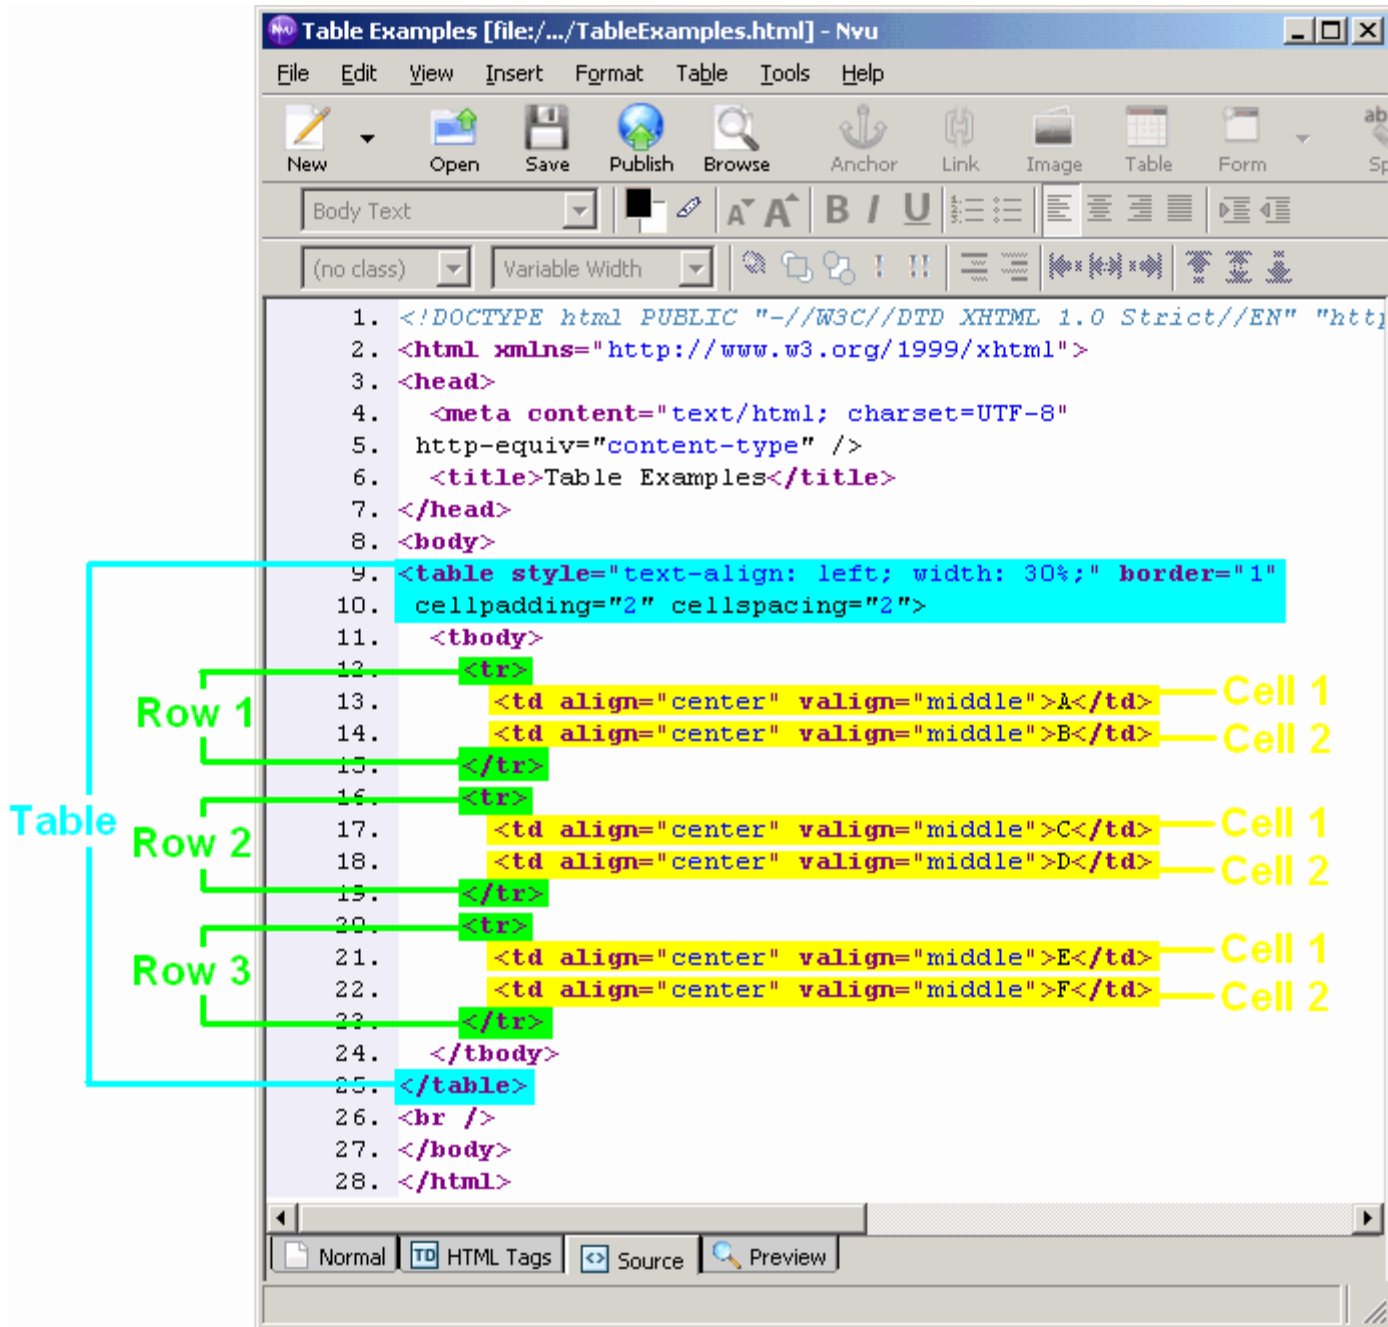 Table Examples [file:/.../TableExamples.html] - Nvu
File Edit View Insert Format Table Tools Help
New Open Save Publish Browse Anchor Link Image Table Form
Body Text
(no class) Variable Width
1. <!DOCTYPE html PUBLIC "-//W3C//DTD XHTML 1.0 Strict//EN" "http
2. <html xmlns="http://www.w3.org/1999/xhtml">
3. <head>
4. <meta content="text/html; charset=UTF-8"
5. http-equiv="content-type" />
6. <title>Table Examples</title>
7. </head>
8. <body>
9. <table style="text-align: left; width: 30%;" border="1"
10. cellpadding="2" cellspacing="2">
11. <tbody>
12. <tr>
13. <td align="center" valign="middle">A</td> Cell 1
Row 1
14. <td align="center" valign="middle">B</td> Cell 2
15. </tr>
16. <tr>
Table
17. <td align="center" valign="middle">C</td> Cell 1
Row 2
18. <td align="center" valign="middle">D</td> Cell 2
19. </tr>
20. <tr>
21. <td align="center" valign="middle">E</td> Cell 1
Row 3
22. <td align="center" valign="middle">F</td> Cell 2
23. </tr>
24. </tbody>
25. </table>
26. <br />
27. </body>
28. </html>
Normal TD HTML Tags Source Preview